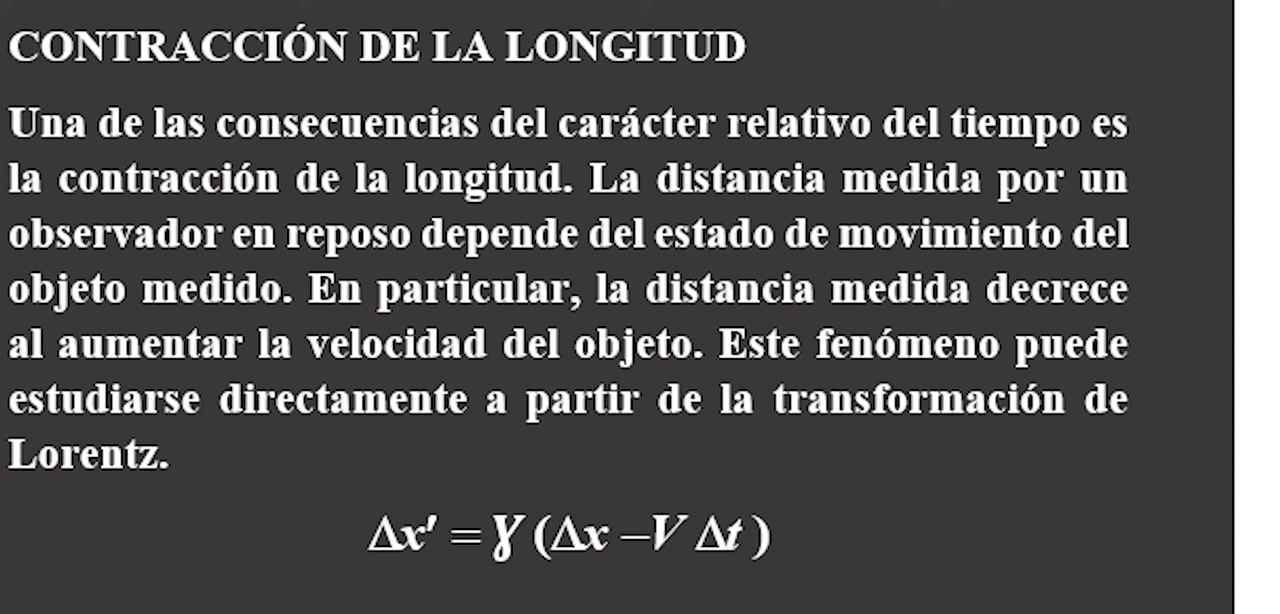 CONTRACCIÓN DE LA LONGITUD
Una de las consecuencias del carácter relativo del tiempo es
la contracción de la longitud. La distancia medida por un
observador en reposo depende del estado de movimiento del
objeto medido. En particular, la distancia medida decrece
al aumentar la velocidad del objeto. Este fenómeno puede
estudiarse directamente a partir de la transformación de
Lorentz.
Δx′ = γ (Δx – V Δt )